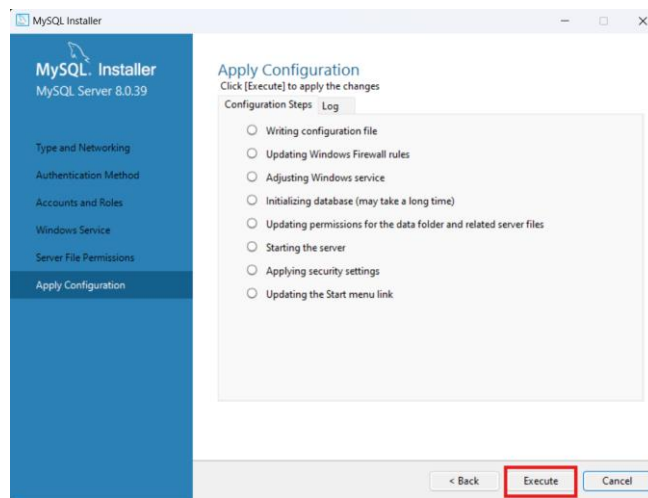 MySQL Installer
MySQL. Installer
MySQL Server 8.0.39
Type and Networking
Authentication Method
Accounts and Roles
Windows Service
Server File Permissions
Apply Configuration
Apply Configuration
Click [Execute] to apply the changes
Configuration Steps Log
Writing configuration file
Updating Windows Firewall rules
Adjusting Windows service
Initializing database (may take a long time)
Updating permissions for the data folder and related server files
Starting the server
Applying security settings
Updating the Start menu link
< Back Execute Cancel